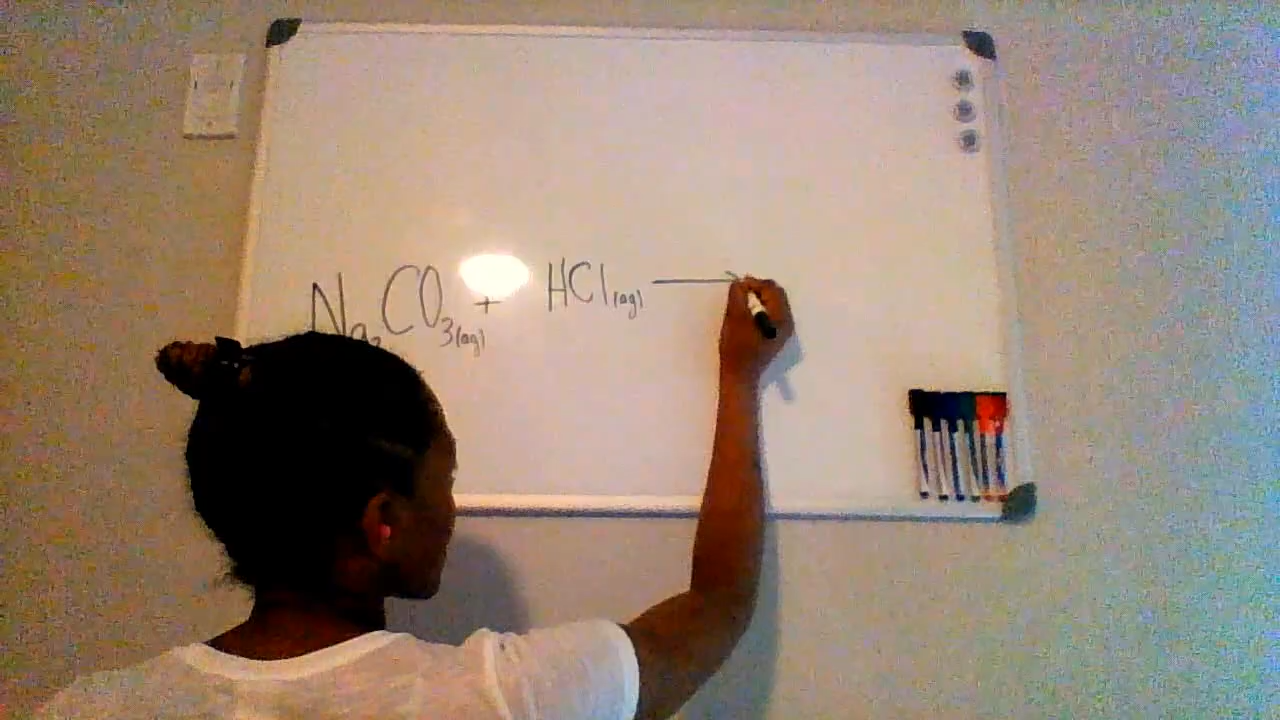 Na₂CO₃(aq) + HCl(aq) →